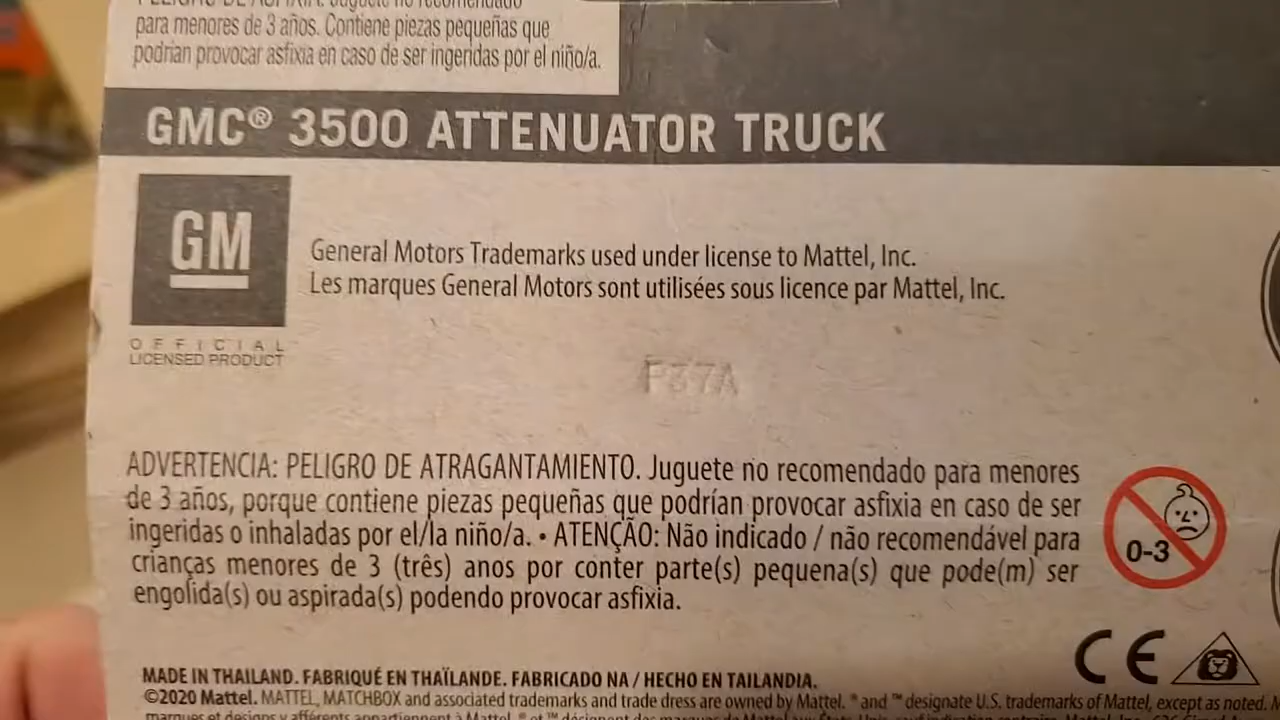 para menores de 3 años. Contiene piezas pequeñas que
podrían provocar asfixia en caso de ser ingeridas por el niño/a.
GMC® 3500 ATTENUATOR TRUCK
GM
General Motors Trademarks used under license to Mattel, Inc.
Les marques General Motors sont utilisées sous licence par Mattel, Inc.
OFFICIAL
LICENSED PRODUCT
P37A
ADVERTENCIA: PELIGRO DE ATRAGANTAMIENTO. Juguete no recomendado para menores
de 3 años, porque contiene piezas pequeñas que podrían provocar asfixia en caso de ser
ingeridas o inhaladas por el/la niño/a. • ATENÇÃO: Não indicado / não recomendável para
crianças menores de 3 (três) anos por conter parte(s) pequena(s) que pode(m) ser
engolida(s) ou aspirada(s) podendo provocar asfixia.
0-3
CE
MADE IN THAILAND. FABRIQUÉ EN THAÏLANDE. FABRICADO NA / HECHO EN TAILANDIA.
©2020 Mattel. MATTEL, MATCHBOX and associated trademarks and trade dress are owned by Mattel. ® and ™ designate U.S. trademarks of Mattel, except as noted.